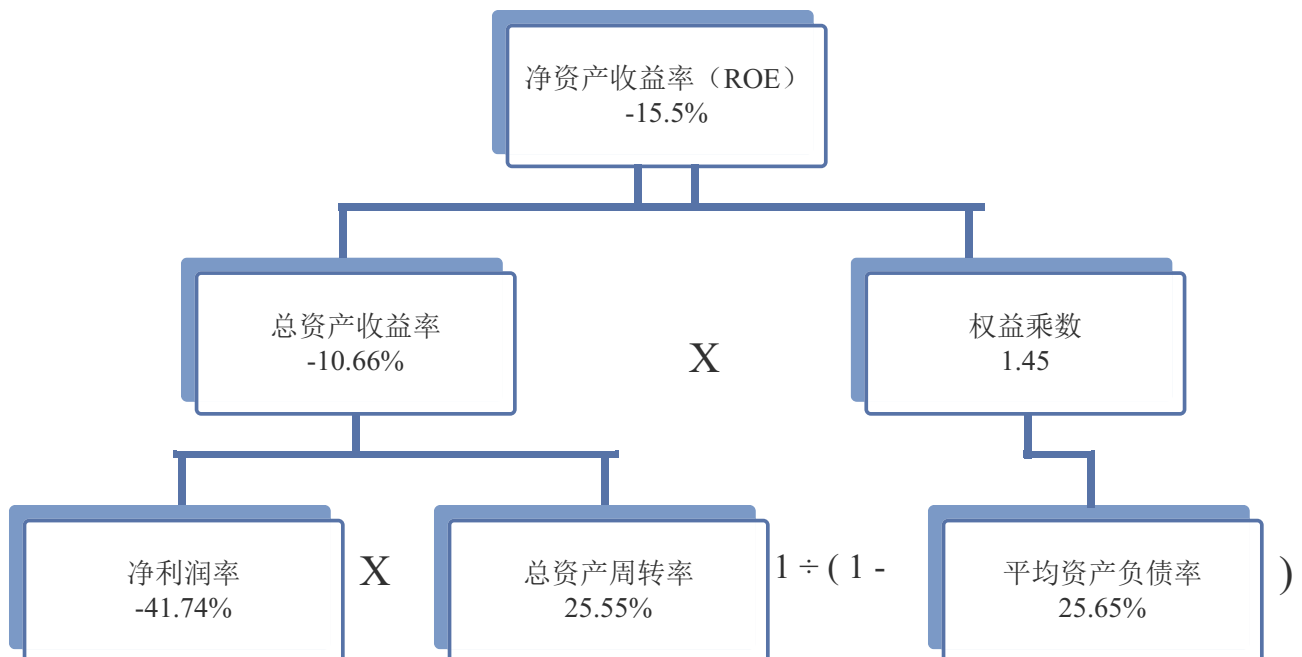 净资产收益率（ROE）
-15.5%
总资产收益率
-10.66%
X
权益乘数
1.45
净利润率
-41.74%
X
总资产周转率
25.55%
1 ÷ ( 1 -
平均资产负债率
25.65%
)